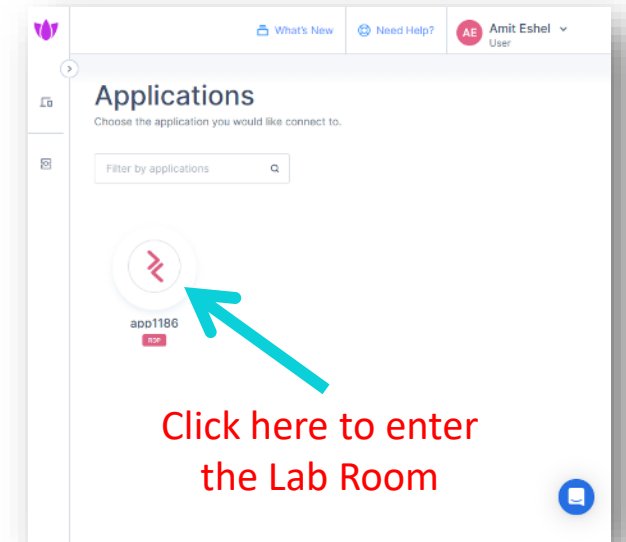 What's New
Need Help?
AE
Amit Eshel
User
Applications
Choose the application you would like connect to.
Filter by applications
app1186
RDP
Click here to enter
the Lab Room